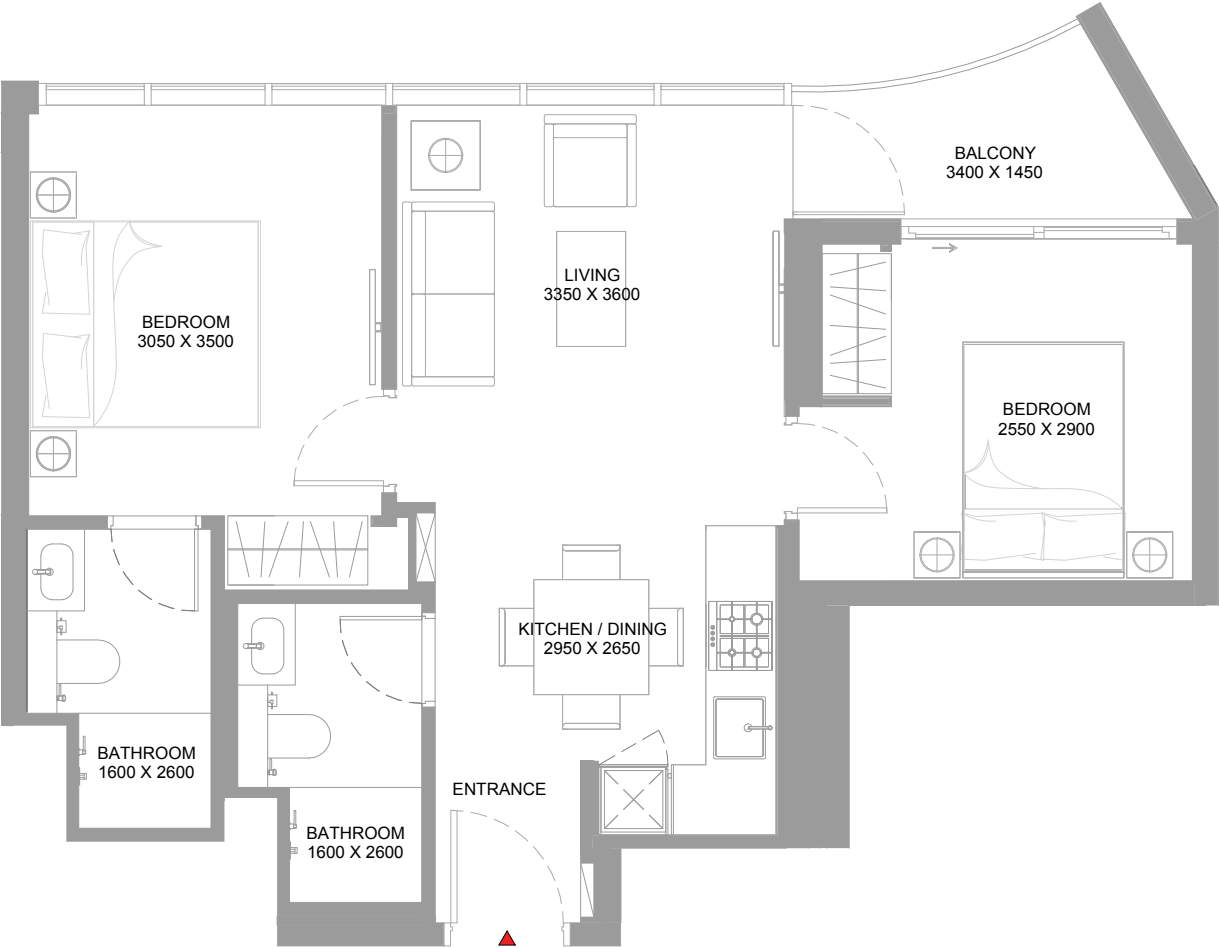 BALCONY
3400 X 1450
LIVING
3350 X 3600
BEDROOM
3050 X 3500
BEDROOM
2550 X 2900
KITCHEN / DINING
2950 X 2650
BATHROOM
1600 X 2600
ENTRANCE
BATHROOM
1600 X 2600